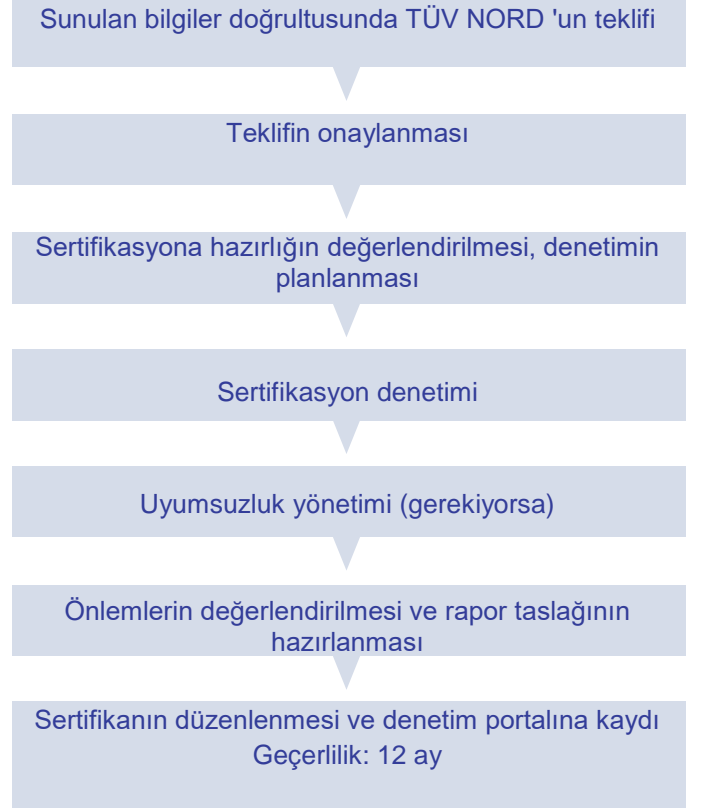 Sunulan bilgiler doğrultusunda TÜV NORD 'un teklifi
Teklifin onaylanması
Sertifikasyona hazırlığın değerlendirilmesi, denetimin
planlanması
Sertifikasyon denetimi
Uyumsuzluk yönetimi (gerekiyorsa)
Önlemlerin değerlendirilmesi ve rapor taslağının
hazırlanması
Sertifikanın düzenlenmesi ve denetim portalına kaydı
Geçerlilik: 12 ay